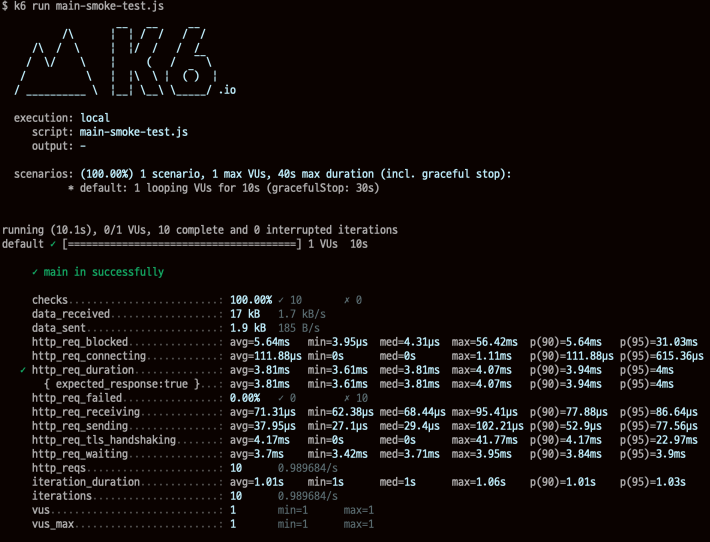 $ k6 run main-smoke-test.js
K6
.io
execution: local
script: main-smoke-test.js
output: -
scenarios: (100.00%) 1 scenario, 1 max VUs, 40s max duration (incl. graceful stop):
* default: 1 looping VUs for 10s (gracefulStop: 30s)
running (10.1s), 0/1 VUs, 10 complete and 0 interrupted iterations
default ✓ [======================================] 1 VUs  10s
✓ main in successfully
checks.........................: 100.00% ✓ 10       ✗ 0
data_received..................: 17 kB   1.7 kB/s
data_sent......................: 1.9 kB  185 B/s
http_req_blocked...............: avg=5.64ms   min=3.95µs  med=4.31µs  max=56.42ms  p(90)=5.64ms   p(95)=31.03ms
http_req_connecting............: avg=111.88µs min=0s      med=0s      max=1.11ms   p(90)=111.88µs p(95)=615.36µs
✓ http_req_duration..............: avg=3.81ms   min=3.61ms  med=3.81ms  max=4.07ms   p(90)=3.94ms   p(95)=4ms
{ expected_response:true }...: avg=3.81ms   min=3.61ms  med=3.81ms  max=4.07ms   p(90)=3.94ms   p(95)=4ms
http_req_failed................: 0.00%   ✓ 0        ✗ 10
http_req_receiving.............: avg=71.31µs  min=62.38µs med=68.44µs max=95.41µs  p(90)=77.88µs  p(95)=86.64µs
http_req_sending...............: avg=37.95µs  min=27.1µs  med=29.4µs  max=102.21µs p(90)=52.9µs   p(95)=77.56µs
http_req_tls_handshaking.......: avg=4.17ms   min=0s      med=0s      max=41.77ms  p(90)=4.17ms   p(95)=22.97ms
http_req_waiting...............: avg=3.7ms    min=3.42ms  med=3.71ms  max=3.95ms   p(90)=3.84ms   p(95)=3.9ms
http_reqs......................: 10      0.989684/s
iteration_duration.............: avg=1.01s    min=1s      med=1s      max=1.06s    p(90)=1.01s    p(95)=1.03s
iterations.....................: 10      0.989684/s
vus............................: 1       min=1      max=1
vus_max........................: 1       min=1      max=1